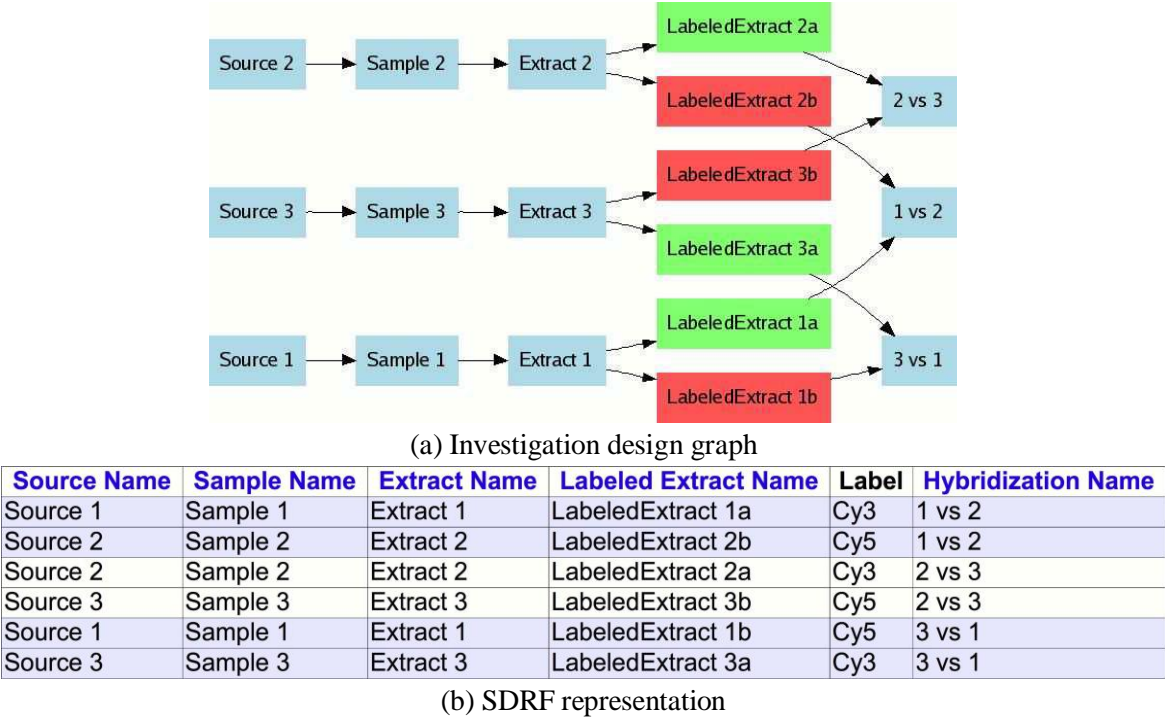 LabeledExtract 2a
Source 2 Sample 2 Extract 2
LabeledExtract 2b 2 vs 3
LabeledExtract 3b
Source 3 Sample 3 Extract 3 1 vs 2
LabeledExtract 3a
LabeledExtract 1a
Source 1 Sample 1 Extract 1 3 vs 1
LabeledExtract 1b
(a) Investigation design graph
Source Name Sample Name Extract Name Labeled Extract Name Label Hybridization Name
Source 1 Sample 1 Extract 1 LabeledExtract 1a Cy3 1 vs 2
Source 2 Sample 2 Extract 2 LabeledExtract 2b Cy5 1 vs 2
Source 2 Sample 2 Extract 2 LabeledExtract 2a Cy3 2 vs 3
Source 3 Sample 3 Extract 3 LabeledExtract 3b Cy5 2 vs 3
Source 1 Sample 1 Extract 1 LabeledExtract 1b Cy5 3 vs 1
Source 3 Sample 3 Extract 3 LabeledExtract 3a Cy3 3 vs 1
(b) SDRF representation